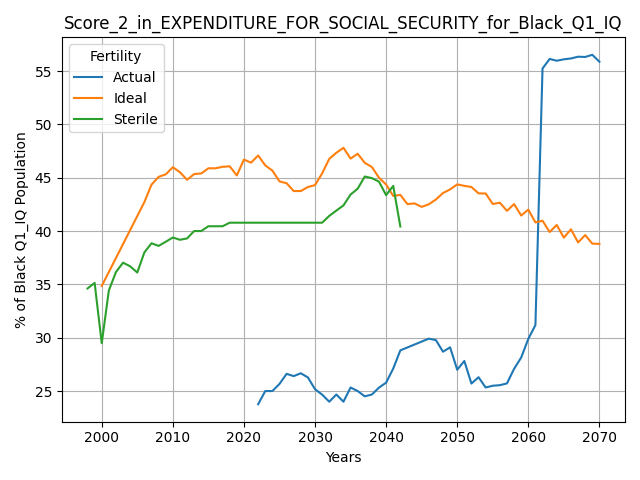 Score_2_in_EXPENDITURE_FOR_SOCIAL_SECURITY_for_Black_Q1_IQ
Fertility
Actual
Ideal
Sterile
% of Black Q1_IQ Population
55
50
45
40
35
30
25
2000 2010 2020 2030 2040 2050 2060 2070
Years